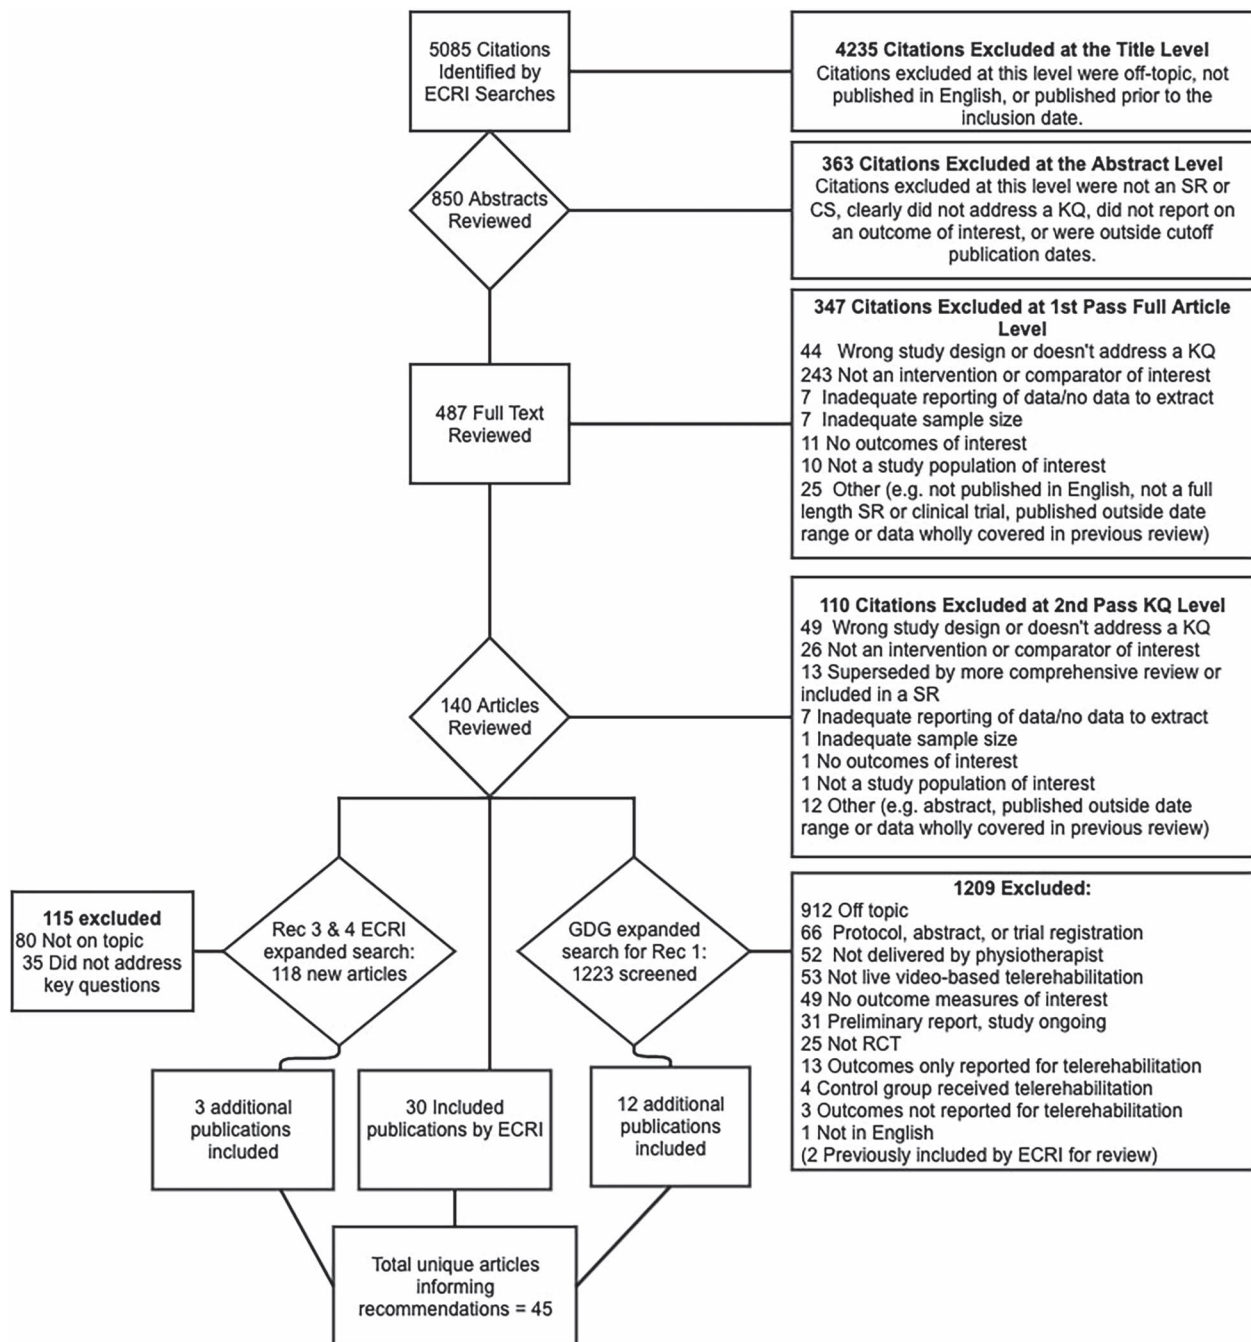 5085 Citations
Identified by
ECRI Searches
4235 Citations Excluded at the Title Level
Citations excluded at this level were off-topic, not
published in English, or published prior to the
inclusion date.
850 Abstracts
Reviewed
363 Citations Excluded at the Abstract Level
Citations excluded at this level were not an SR or
CS, clearly did not address a KQ, did not report on
an outcome of interest, or were outside cutoff
publication dates.
487 Full Text
Reviewed
347 Citations Excluded at 1st Pass Full Article
Level
44 Wrong study design or doesn't address a KQ
243 Not an intervention or comparator of interest
7 Inadequate reporting of data/no data to extract
7 Inadequate sample size
11 No outcomes of interest
10 Not a study population of interest
25 Other (e.g. not published in English, not a full
length SR or clinical trial, published outside date
range or data wholly covered in previous review)
140 Articles
Reviewed
110 Citations Excluded at 2nd Pass KQ Level
49 Wrong study design or doesn't address a KQ
26 Not an intervention or comparator of interest
13 Superseded by more comprehensive review or
included in a SR
7 Inadequate reporting of data/no data to extract
1 Inadequate sample size
1 No outcomes of interest
1 Not a study population of interest
12 Other (e.g. abstract, published outside date
range or data wholly covered in previous review)
115 excluded
80 Not on topic
35 Did not address
key questions
Rec 3 & 4 ECRI
expanded search:
118 new articles
GDG expanded
search for Rec 1:
1223 screened
1209 Excluded:
912 Off topic
66 Protocol, abstract, or trial registration
52 Not delivered by physiotherapist
53 Not live video-based telerehabilitation
49 No outcome measures of interest
31 Preliminary report, study ongoing
25 Not RCT
13 Outcomes only reported for telerehabilitation
4 Control group received telerehabilitation
3 Outcomes not reported for telerehabilitation
1 Not in English
(2 Previously included by ECRI for review)
3 additional
publications
included
30 Included
publications by ECRI
12 additional
publications
included
Total unique articles
informing
recommendations = 45